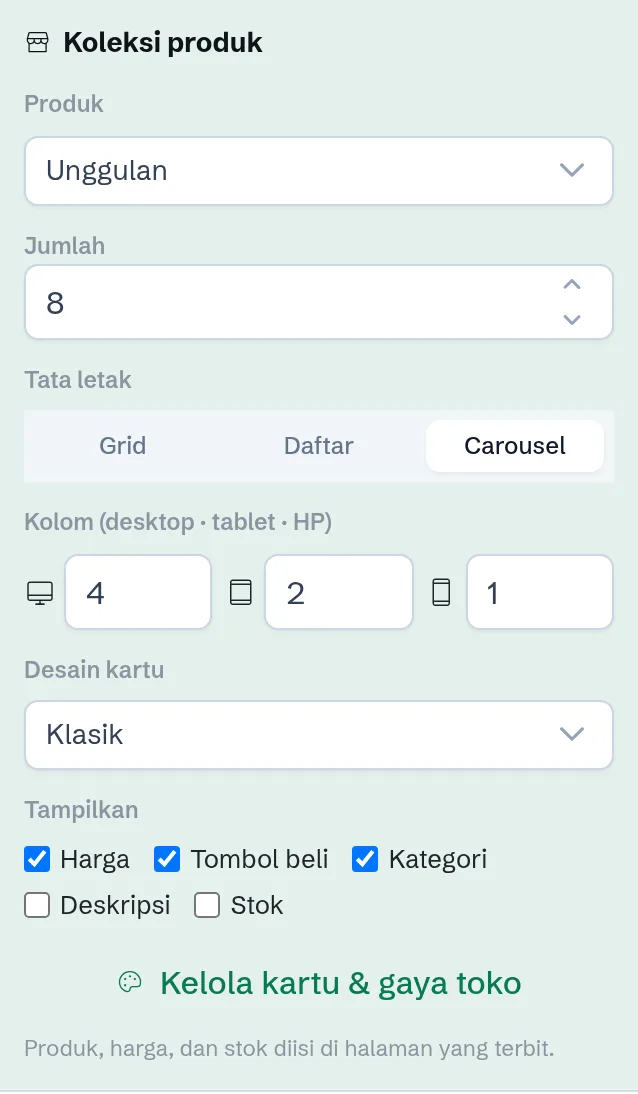 Koleksi produk
Produk
Unggulan
Jumlah
8
Tata letak
Grid Daftar Carousel
Kolom (desktop · tablet · HP)
4 2 1
Desain kartu
Klasik
Tampilkan
Harga Tombol beli Kategori
Deskripsi Stok
Kelola kartu & gaya toko
Produk, harga, dan stok diisi di halaman yang terbit.